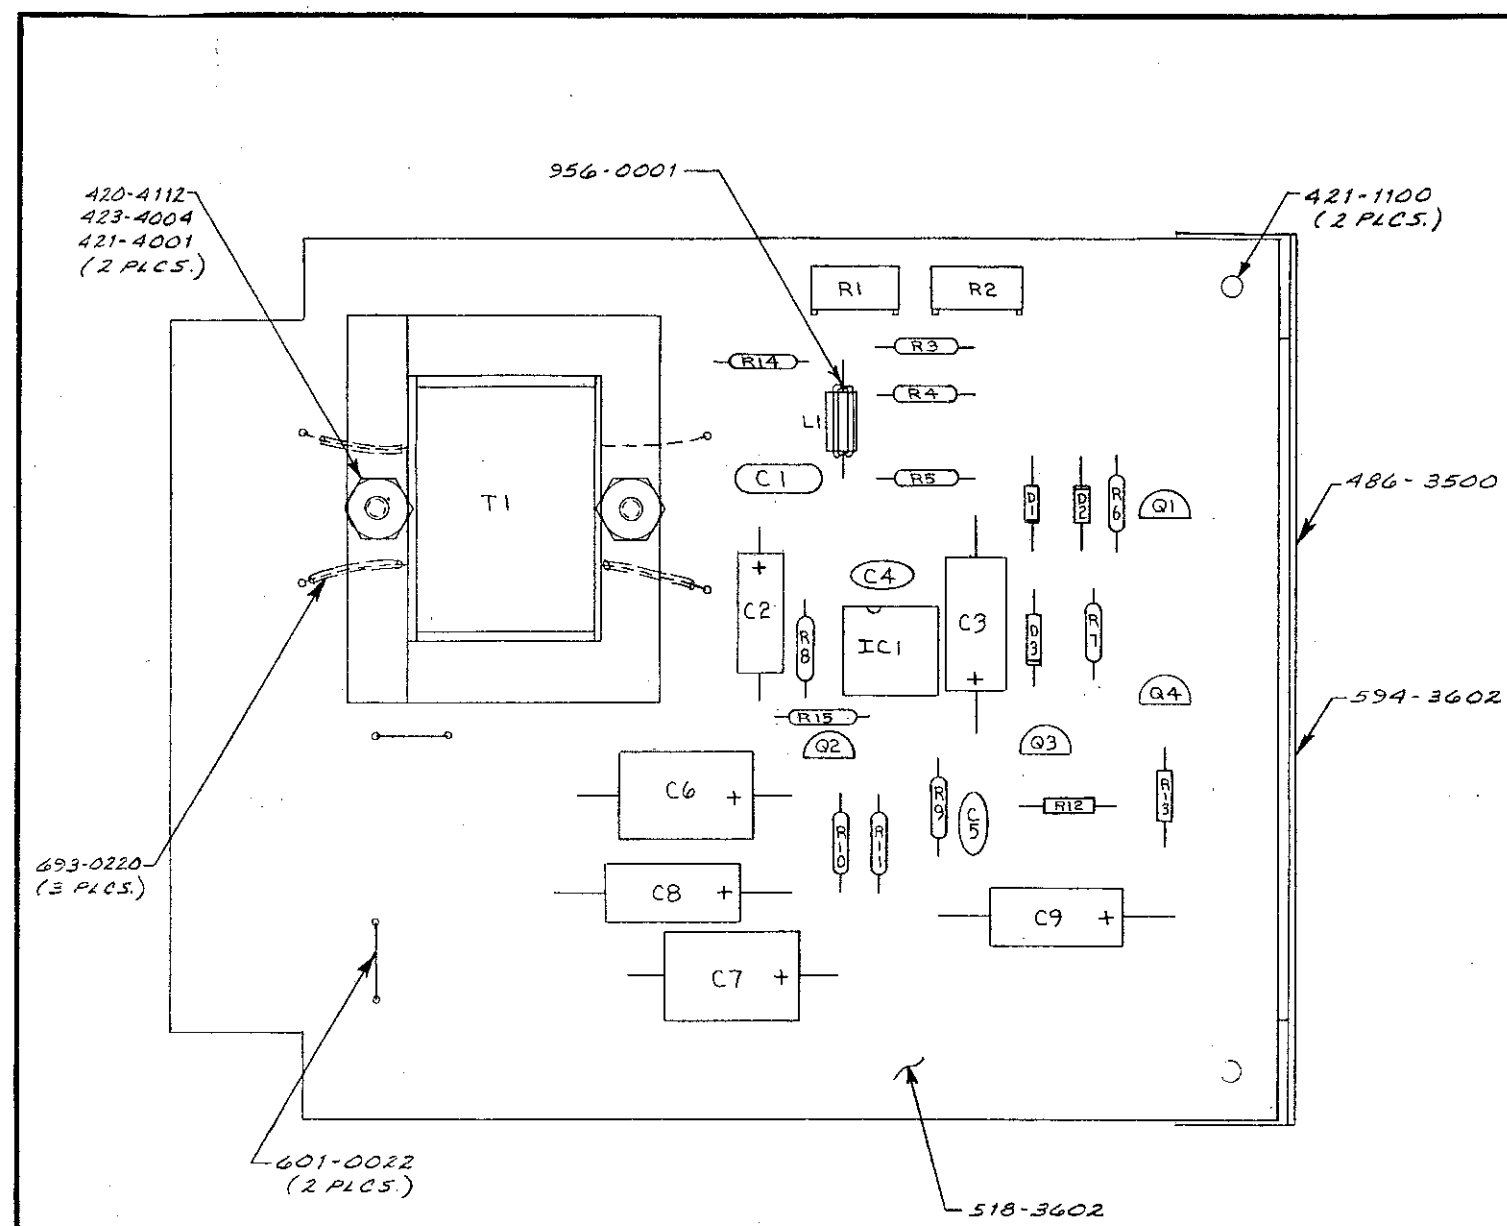 956-0001
420-4112
423-4004
421-4001
(2 PLCS.)
421-1100
(2 PLCS.)
R1
R2
R3
R14
R4
L1
C1
R5
T1
D1
D2
R6
Q1
486-3500
C4
C2
R8
IC1
C3
D3
R7
Q4
594-3602
R15
Q2
Q3
C6
R9
C5
R12
R13
R10
R11
693-0220
(3 PLCS.)
C8
C9
C7
601-0022
(2 PLCS.)
518-3602